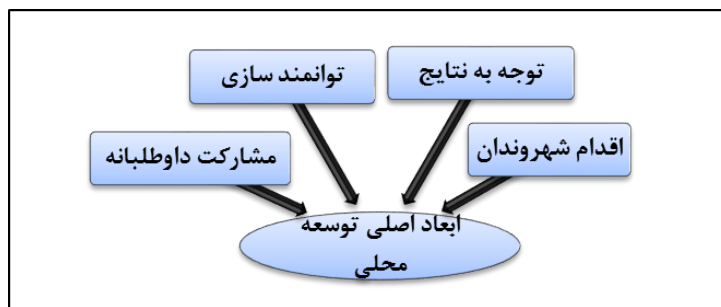 توجه به نتایج
توانمند سازی
اقدام شهروندان
مشارکت داوطلبانه
ابعاد اصلی توسعه
محلی